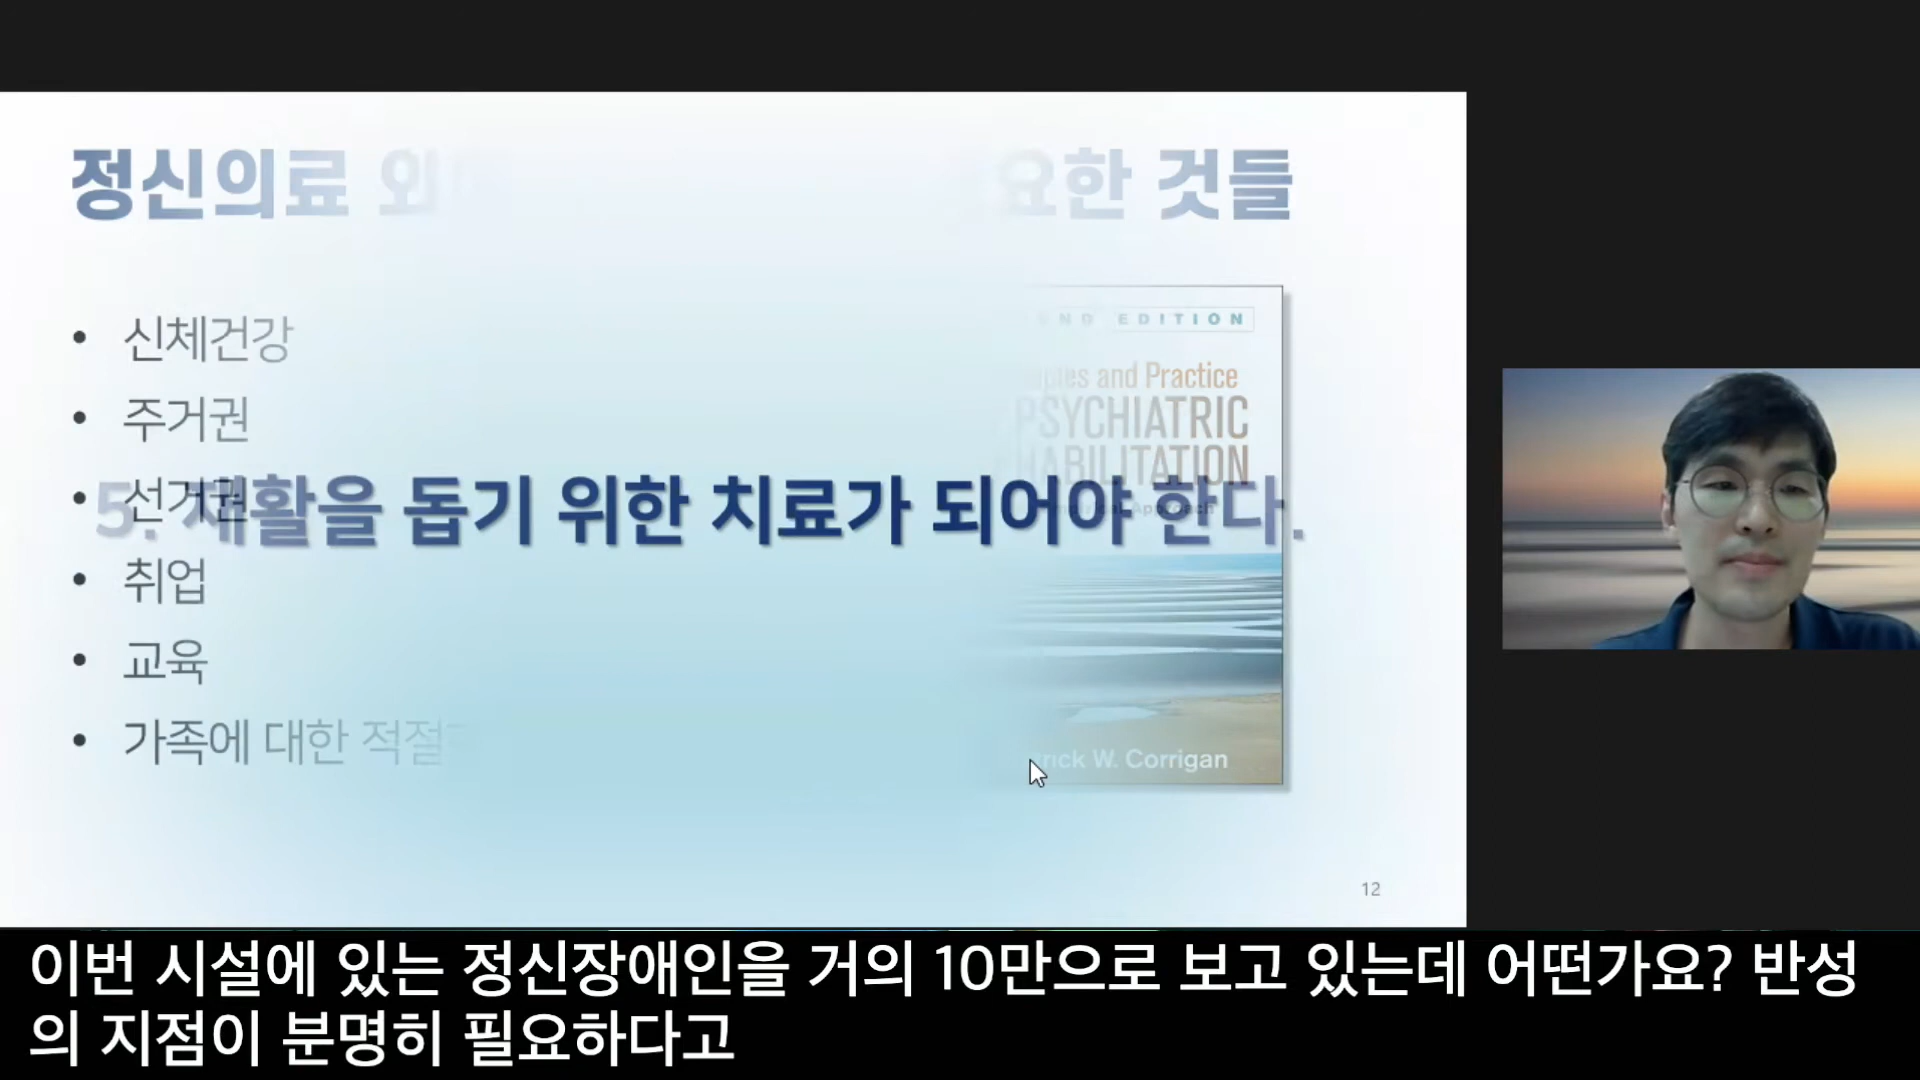 정신의료 외 요한 것들
신체건강
주거권
선거권
5. 재활을 돕기 위한 치료가 되어야 한다.
취업
교육
가족에 대한 적절
EDITION
and Practice
PSYCHIATRIC
W. Corrigan
12
이번 시설에 있는 정신장애인을 거의 10만으로 보고 있는데 어떤가요? 반성
의 지점이 분명히 필요하다고